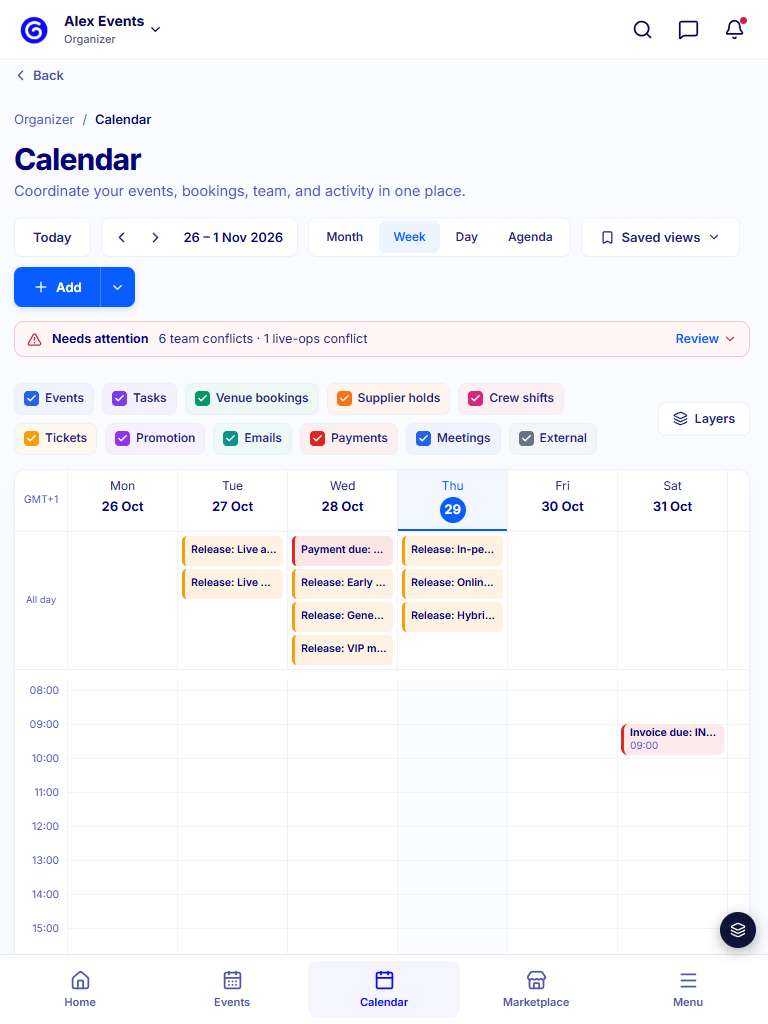 Alex Events
Organizer
Back
Organizer / Calendar
Calendar
Coordinate your events, bookings, team, and activity in one place.
Today
26 – 1 Nov 2026
Month Week Day Agenda
Saved views
Add
Needs attention 6 team conflicts · 1 live-ops conflict Review
Events Tasks Venue bookings Supplier holds Crew shifts
Tickets Promotion Emails Payments Meetings External
Layers
GMT+1
Mon 26 Oct
Tue 27 Oct
Wed 28 Oct
Thu 29
Fri 30 Oct
Sat 31 Oct
All day
Release: Live a...
Release: Live ...
Payment due: ...
Release: Early ...
Release: Gene...
Release: VIP m...
Release: In-pe...
Release: Onlin...
Release: Hybri...
08:00
09:00
Invoice due: IN...
09:00
10:00
11:00
12:00
13:00
14:00
15:00
Home Events Calendar Marketplace Menu